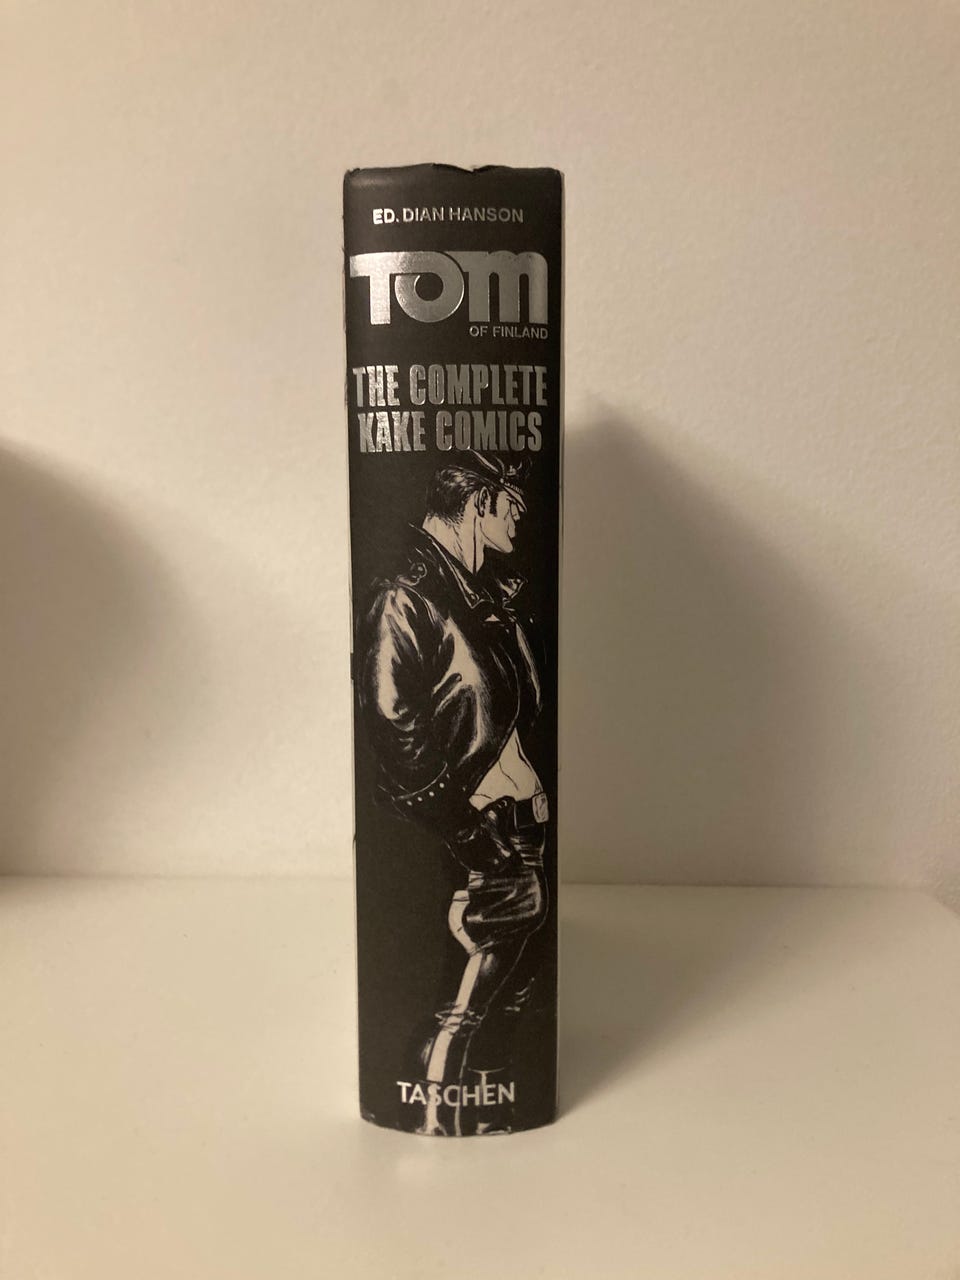 ED. DIAN HANSON
TOM
OF FINLAND
THE COMPLETE
KAKE COMICS
TASCHEN